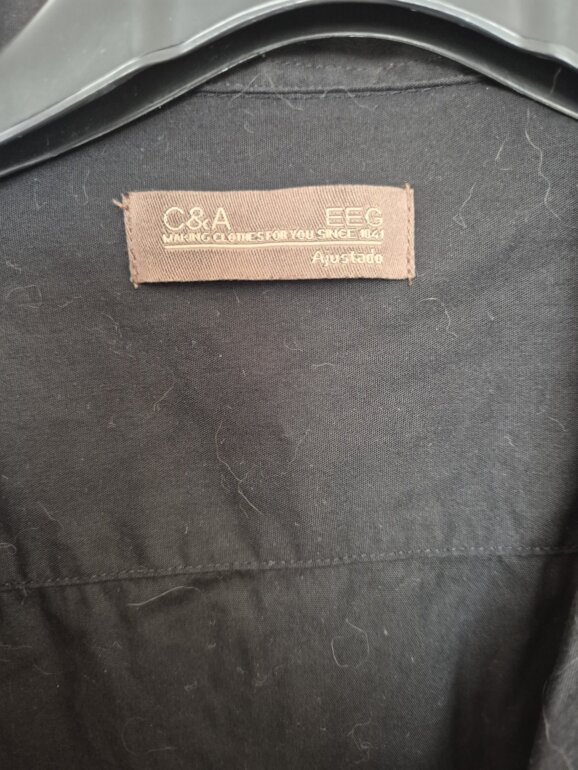 C&A EEG
MAKING CLOTHES FOR YOU SINCE 1841
Ajustado